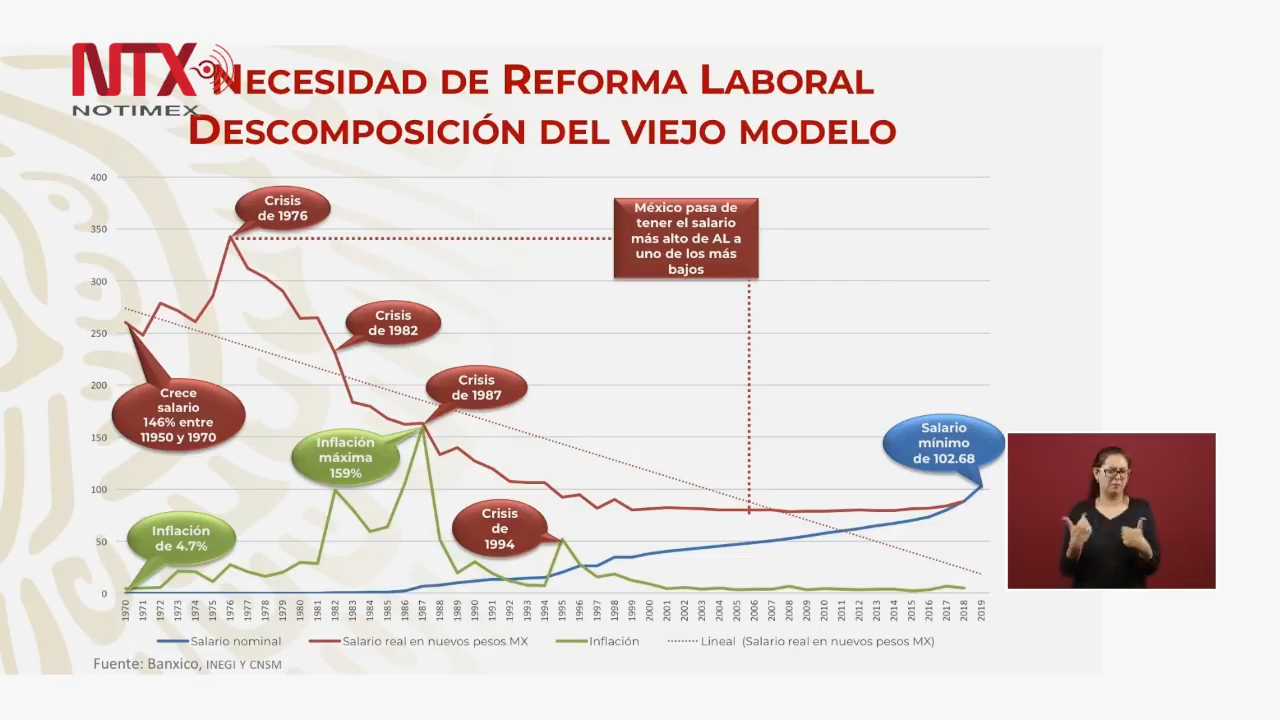 NTX
NOTIMEX
NECESIDAD DE REFORMA LABORAL
DESCOMPOSICIÓN DEL VIEJO MODELO
400
350
300
250
200
150
100
50
0
Crisis
de 1976
México pasa de
tener el salario
más alto de AL a
uno de los más
bajos
Crisis
de 1982
Crisis
de 1987
Crece
salario
146% entre
11950 y 1970
Inflación
máxima
159%
Salario
mínimo
de 102.68
Crisis
de
1994
Inflación
de 4.7%
1970 1971 1972 1973 1974 1975 1976 1977 1978 1979 1980 1981 1982 1983 1984 1985 1986 1987 1988 1989 1990 1991 1992 1993 1994 1995 1996 1997 1998 1999 2000 2001 2002 2003 2004 2005 2006 2007 2008 2009 2010 2011 2012 2013 2014 2015 2016 2017 2018 2019
Salario nominal Salario real en nuevos pesos MX Inflación Lineal (Salario real en nuevos pesos MX)
Fuente: Banxico, INEGI Y CNSM